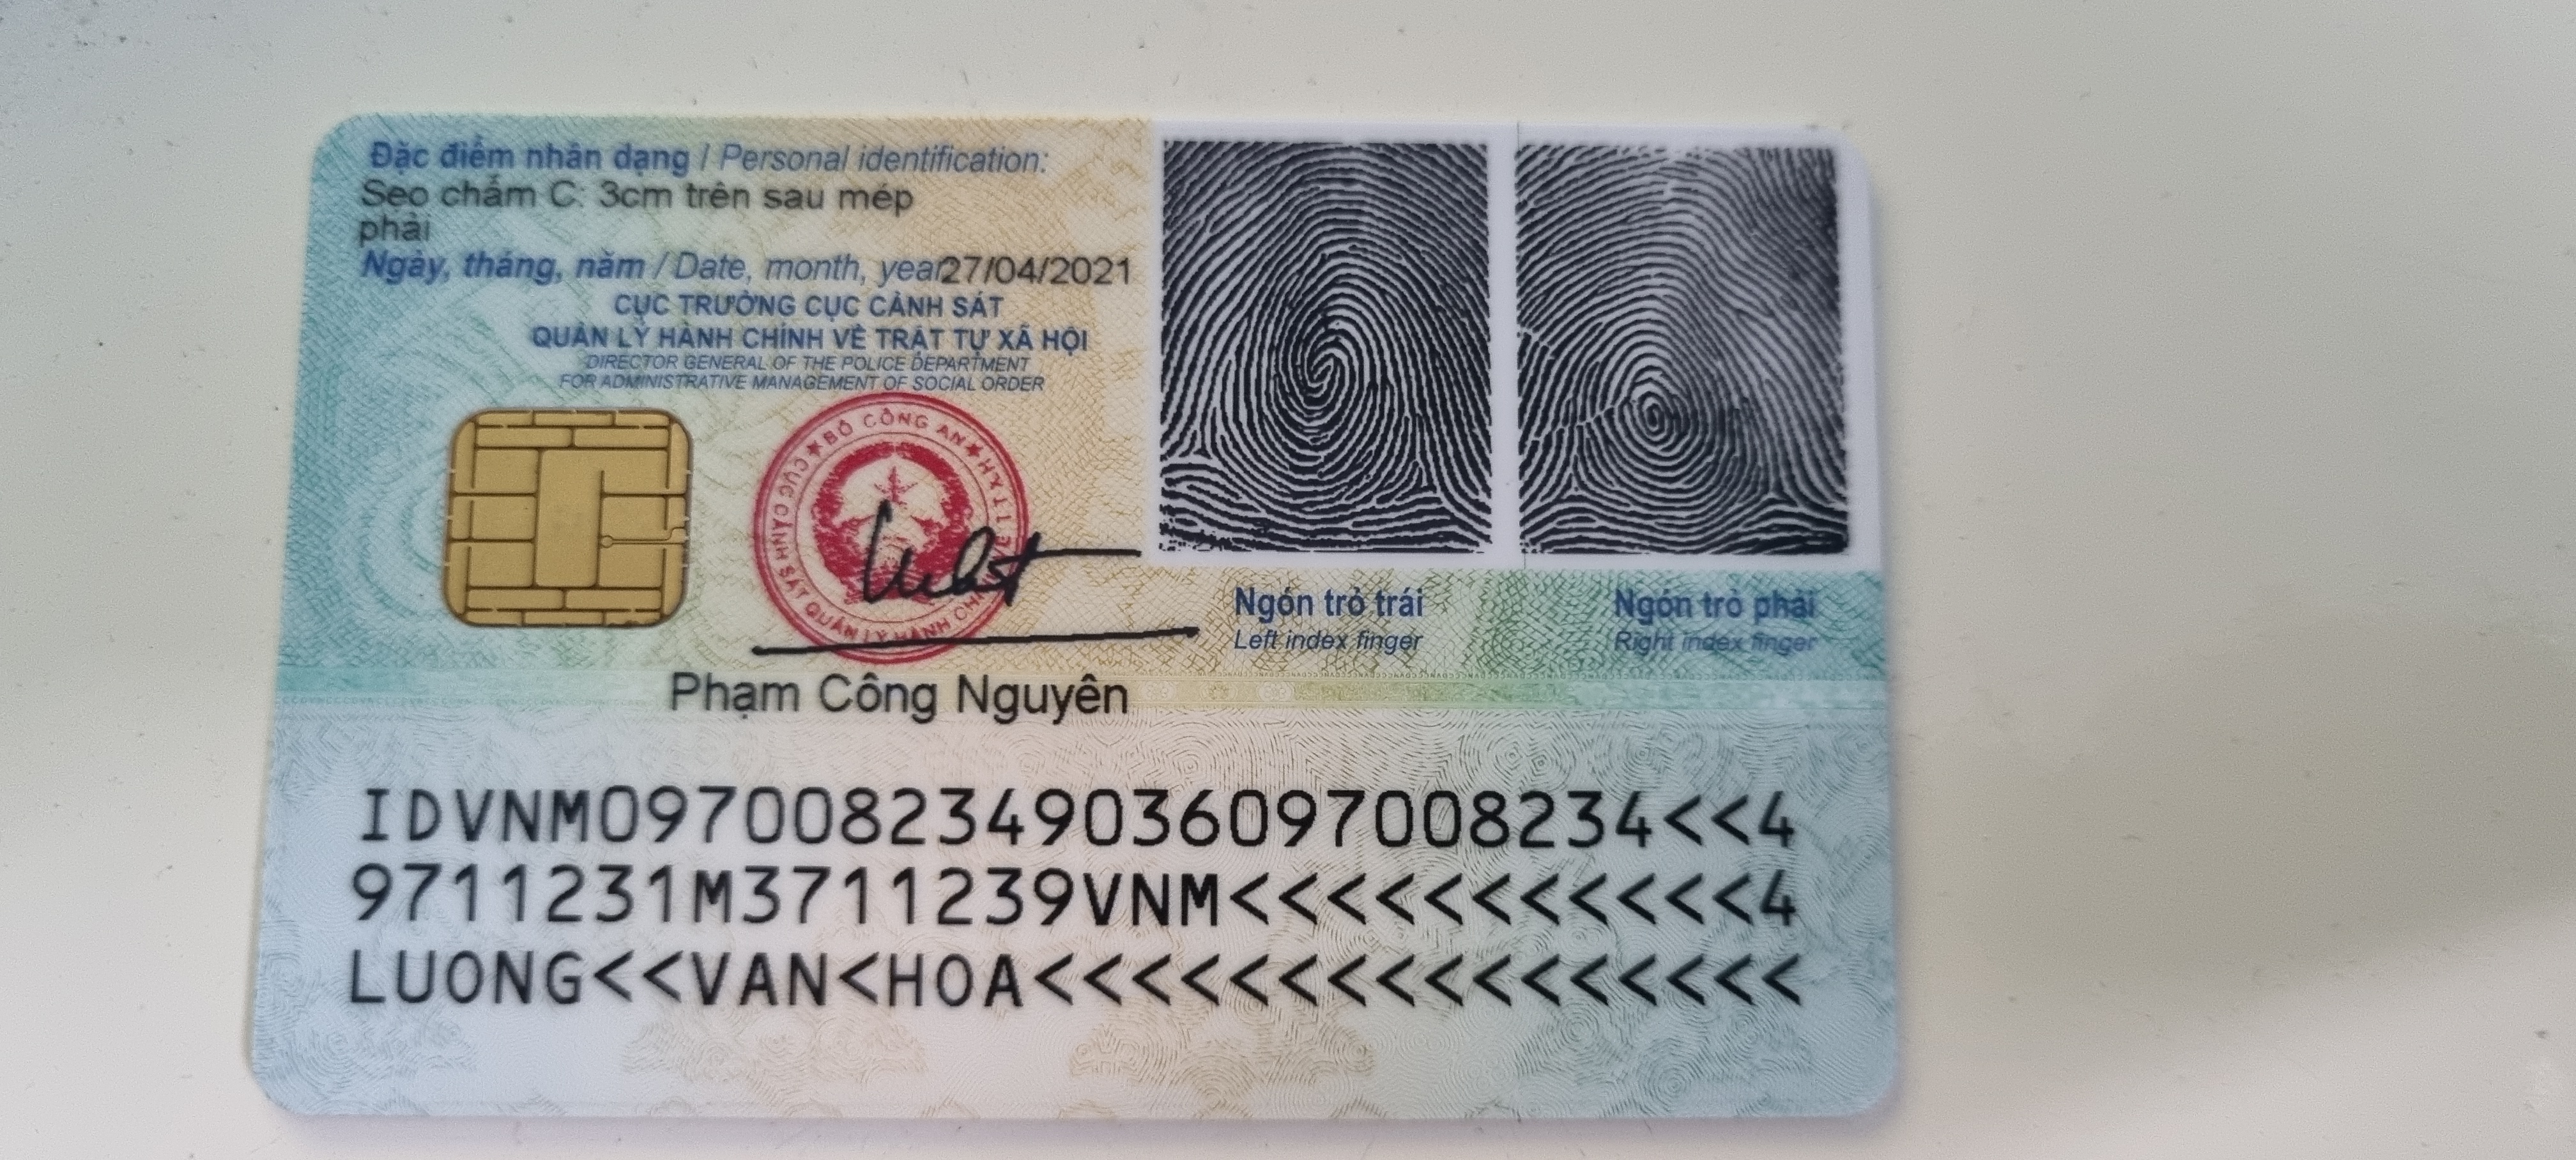 Đặc điểm nhân dạng / Personal identification:
Sẹo chấm C: 3cm trên sau mép
phải
Ngày, tháng, năm / Date, month, year 27/04/2021
CỤC TRƯỞNG CỤC CẢNH SÁT
QUẢN LÝ HÀNH CHÍNH VỀ TRẬT TỰ XÃ HỘI
DIRECTOR GENERAL OF THE POLICE DEPARTMENT
FOR ADMINISTRATIVE MANAGEMENT OF SOCIAL ORDER
★ BỘ CÔNG AN ★
CỤC CẢNH SÁT QUẢN LÝ HÀNH CHÍNH VỀ TTXH
Phạm Công Nguyên
Ngón trỏ trái
Left index finger
Ngón trỏ phải
Right index finger
IDVNM0970082349036097008234<<4
9711231M3711239VNM<<<<<<<<<<<4
LUONG<<VAN<HOA<<<<<<<<<<<<<<<<